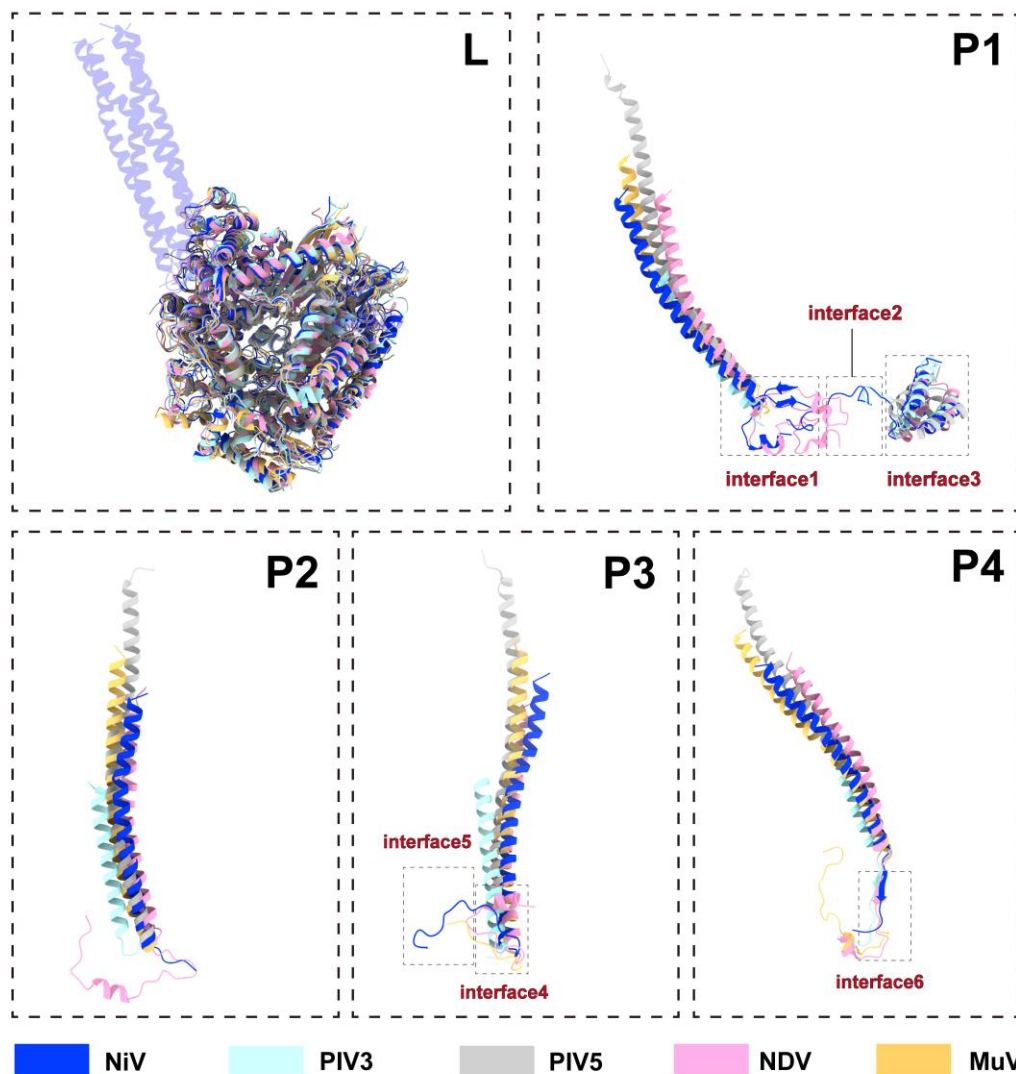 L
P1
interface2
interface1
interface3
P2
P3
P4
interface5
interface4
interface6
NiV
PIV3
PIV5
NDV
MuV